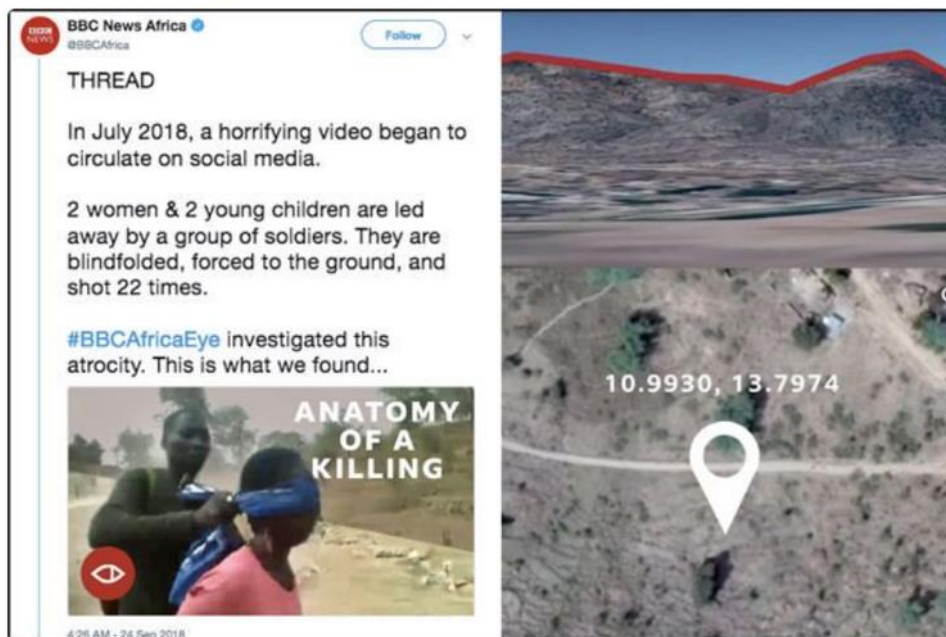 BBC NEWS
BBC News Africa
Follow
@BBCAfrica
THREAD
In July 2018, a horrifying video began to
circulate on social media.
2 women & 2 young children are led
away by a group of soldiers. They are
blindfolded, forced to the ground, and
shot 22 times.
#BBCAfricaEye investigated this
atrocity. This is what we found...
ANATOMY
OF A
KILLING
4:26 AM - 24 Sep 2018
10.9930, 13.7974